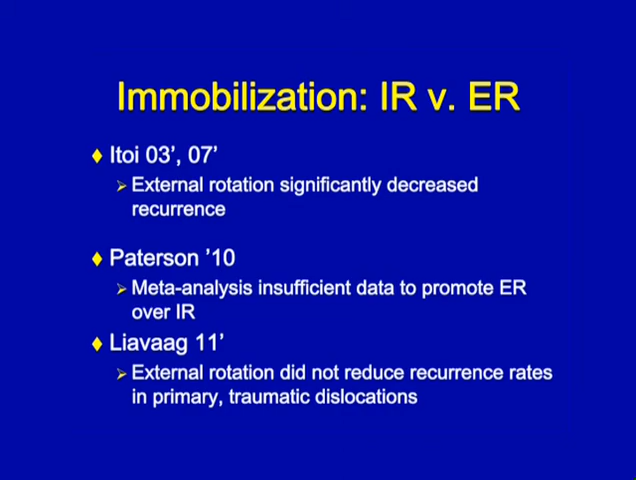 Immobilization: IR v. ER
Itoi 03', 07'
External rotation significantly decreased
recurrence
Paterson '10
Meta-analysis insufficient data to promote ER
over IR
Liavaag 11'
External rotation did not reduce recurrence rates
in primary, traumatic dislocations